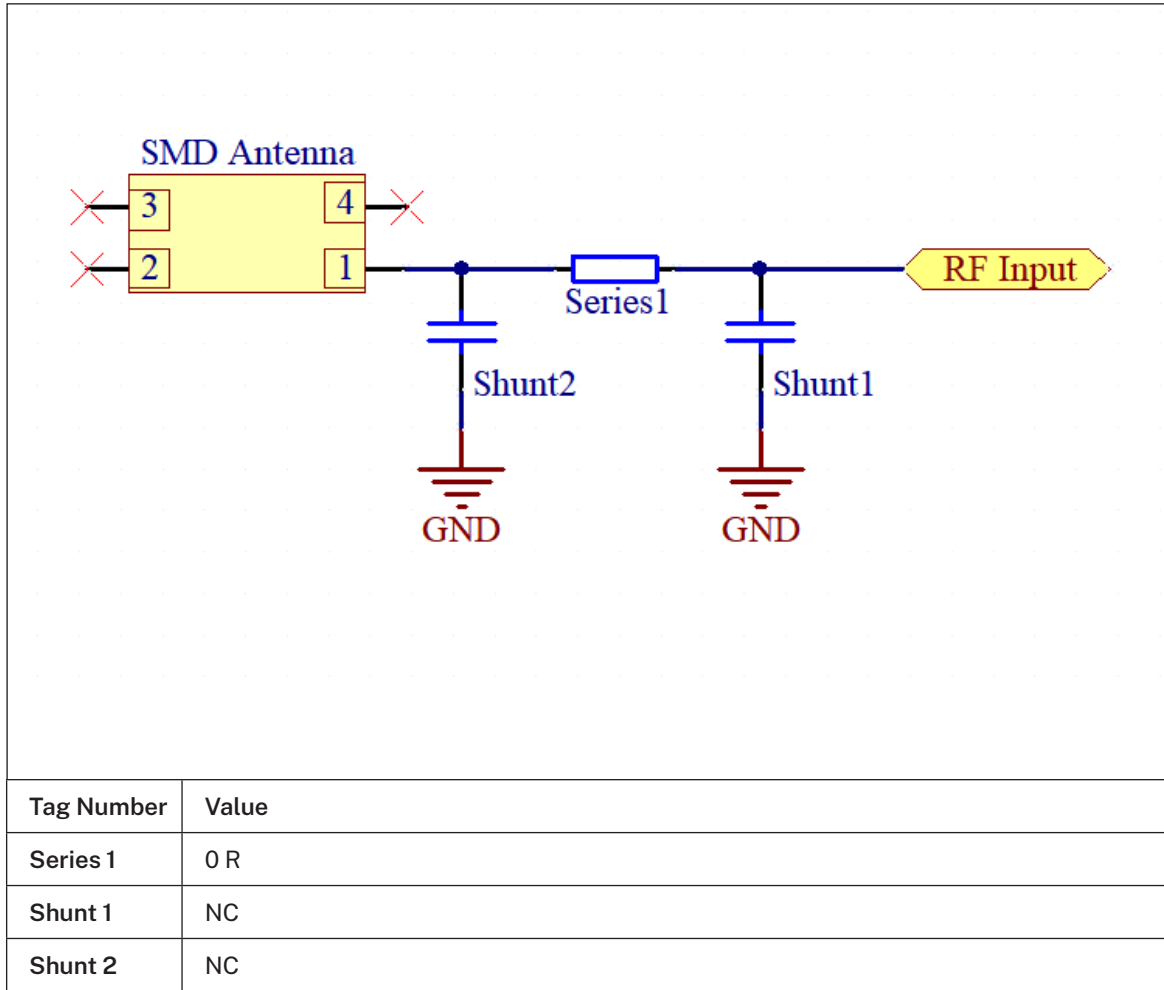 SMD Antenna
3
4
2
1
RF Input
Series1
Shunt2
Shunt1
GND
GND
Tag Number Value
Series 1 0 R
Shunt 1 NC
Shunt 2 NC